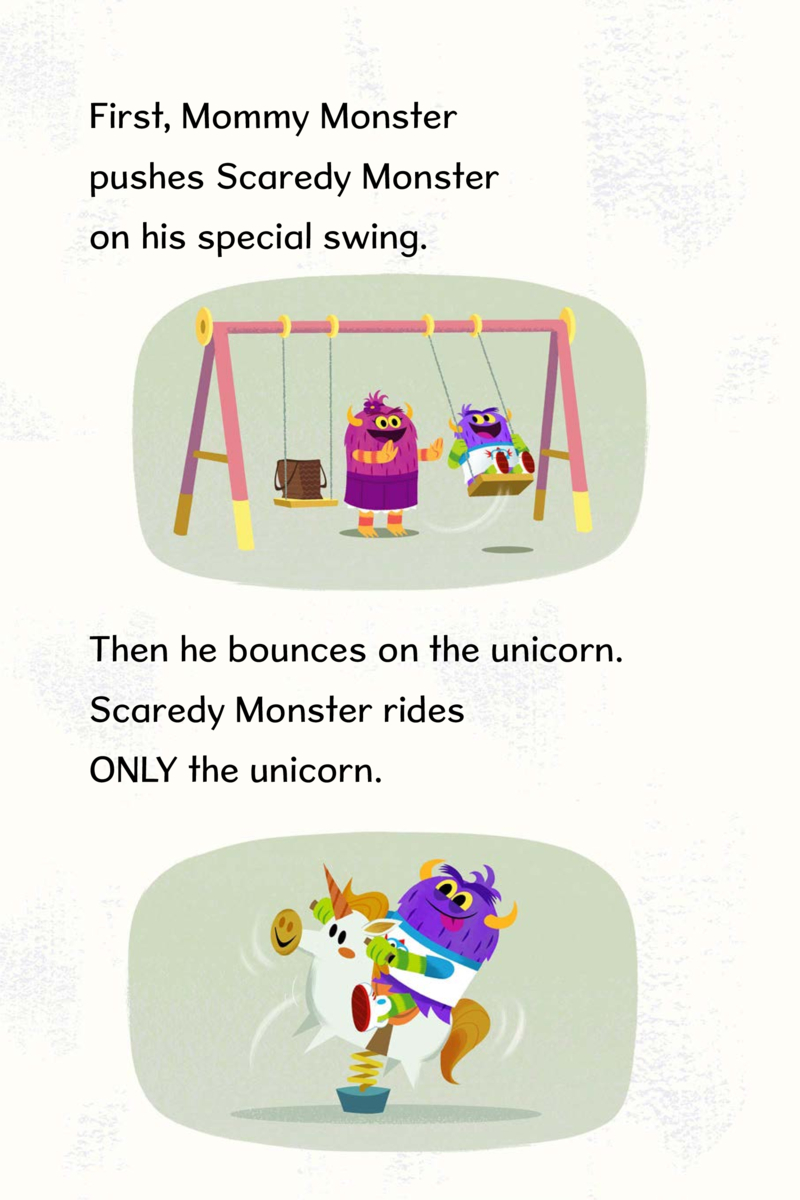 First, Mommy Monster
pushes Scaredy Monster
on his special swing.
Then he bounces on the unicorn.
Scaredy Monster rides
ONLY the unicorn.